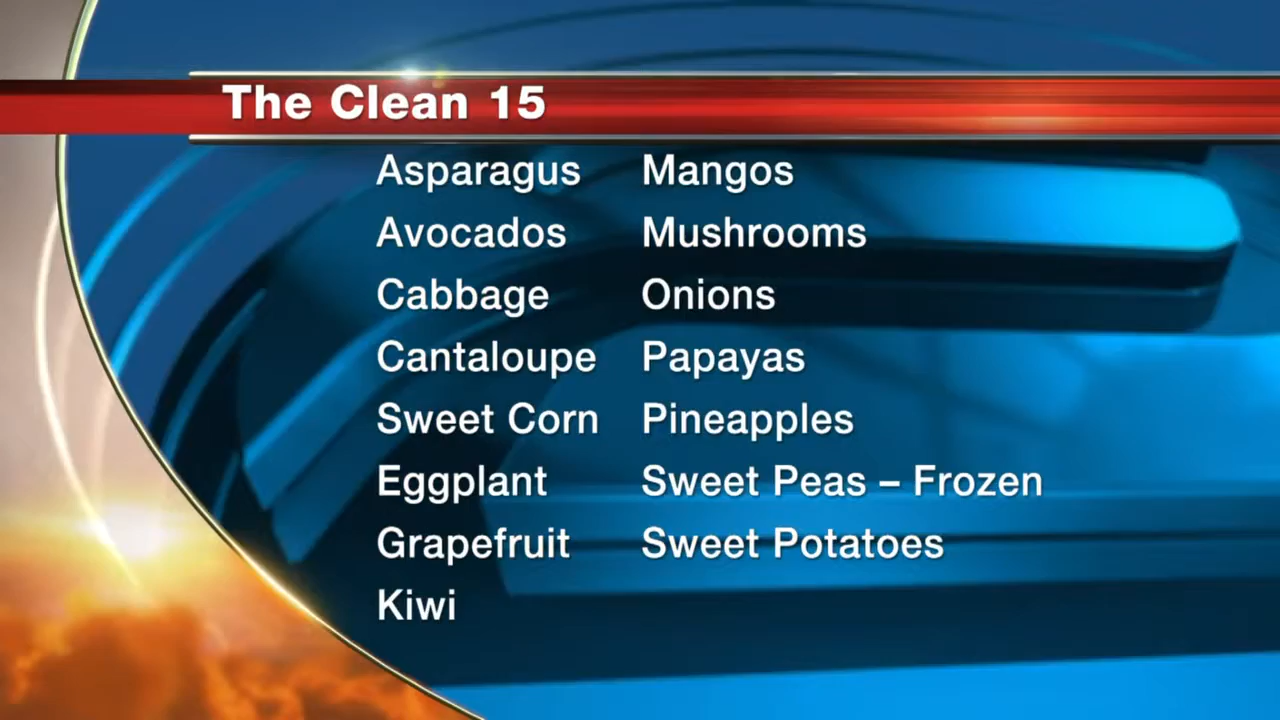 The Clean 15
Asparagus
Avocados
Cabbage
Cantaloupe
Sweet Corn
Eggplant
Grapefruit
Kiwi
Mangos
Mushrooms
Onions
Papayas
Pineapples
Sweet Peas – Frozen
Sweet Potatoes